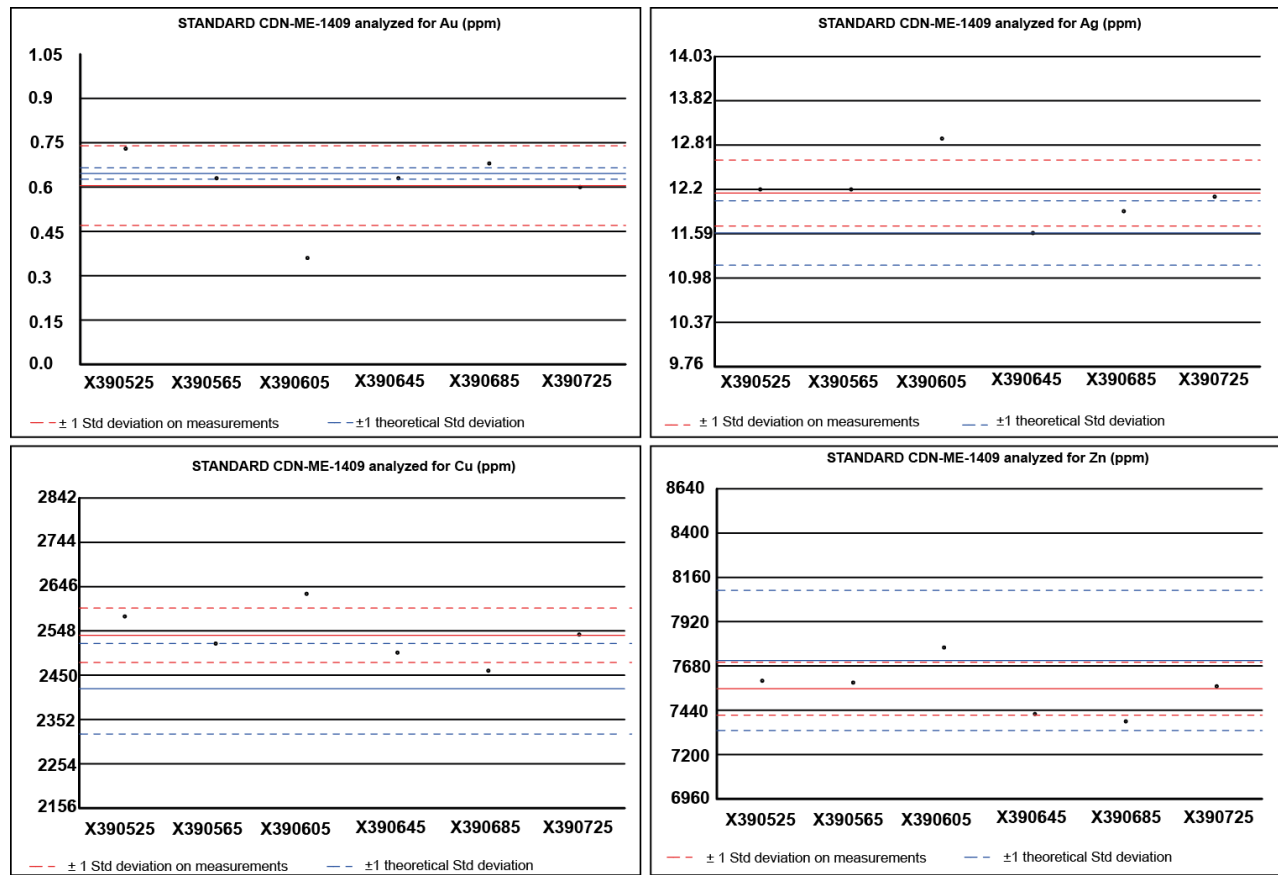 STANDARD CDN-ME-1409 analyzed for Au (ppm)
1.05
0.9
0.75
0.6
0.45
0.3
0.15
0.0
X390525 X390565 X390605 X390645 X390685 X390725
± 1 Std deviation on measurements ±1 theoretical Std deviation
STANDARD CDN-ME-1409 analyzed for Ag (ppm)
14.03
13.82
12.81
12.2
11.59
10.98
10.37
9.76
X390525 X390565 X390605 X390645 X390685 X390725
± 1 Std deviation on measurements ±1 theoretical Std deviation
STANDARD CDN-ME-1409 analyzed for Cu (ppm)
2842
2744
2646
2548
2450
2352
2254
2156
X390525 X390565 X390605 X390645 X390685 X390725
± 1 Std deviation on measurements ±1 theoretical Std deviation
STANDARD CDN-ME-1409 analyzed for Zn (ppm)
8640
8400
8160
7920
7680
7440
7200
6960
X390525 X390565 X390605 X390645 X390685 X390725
± 1 Std deviation on measurements ±1 theoretical Std deviation